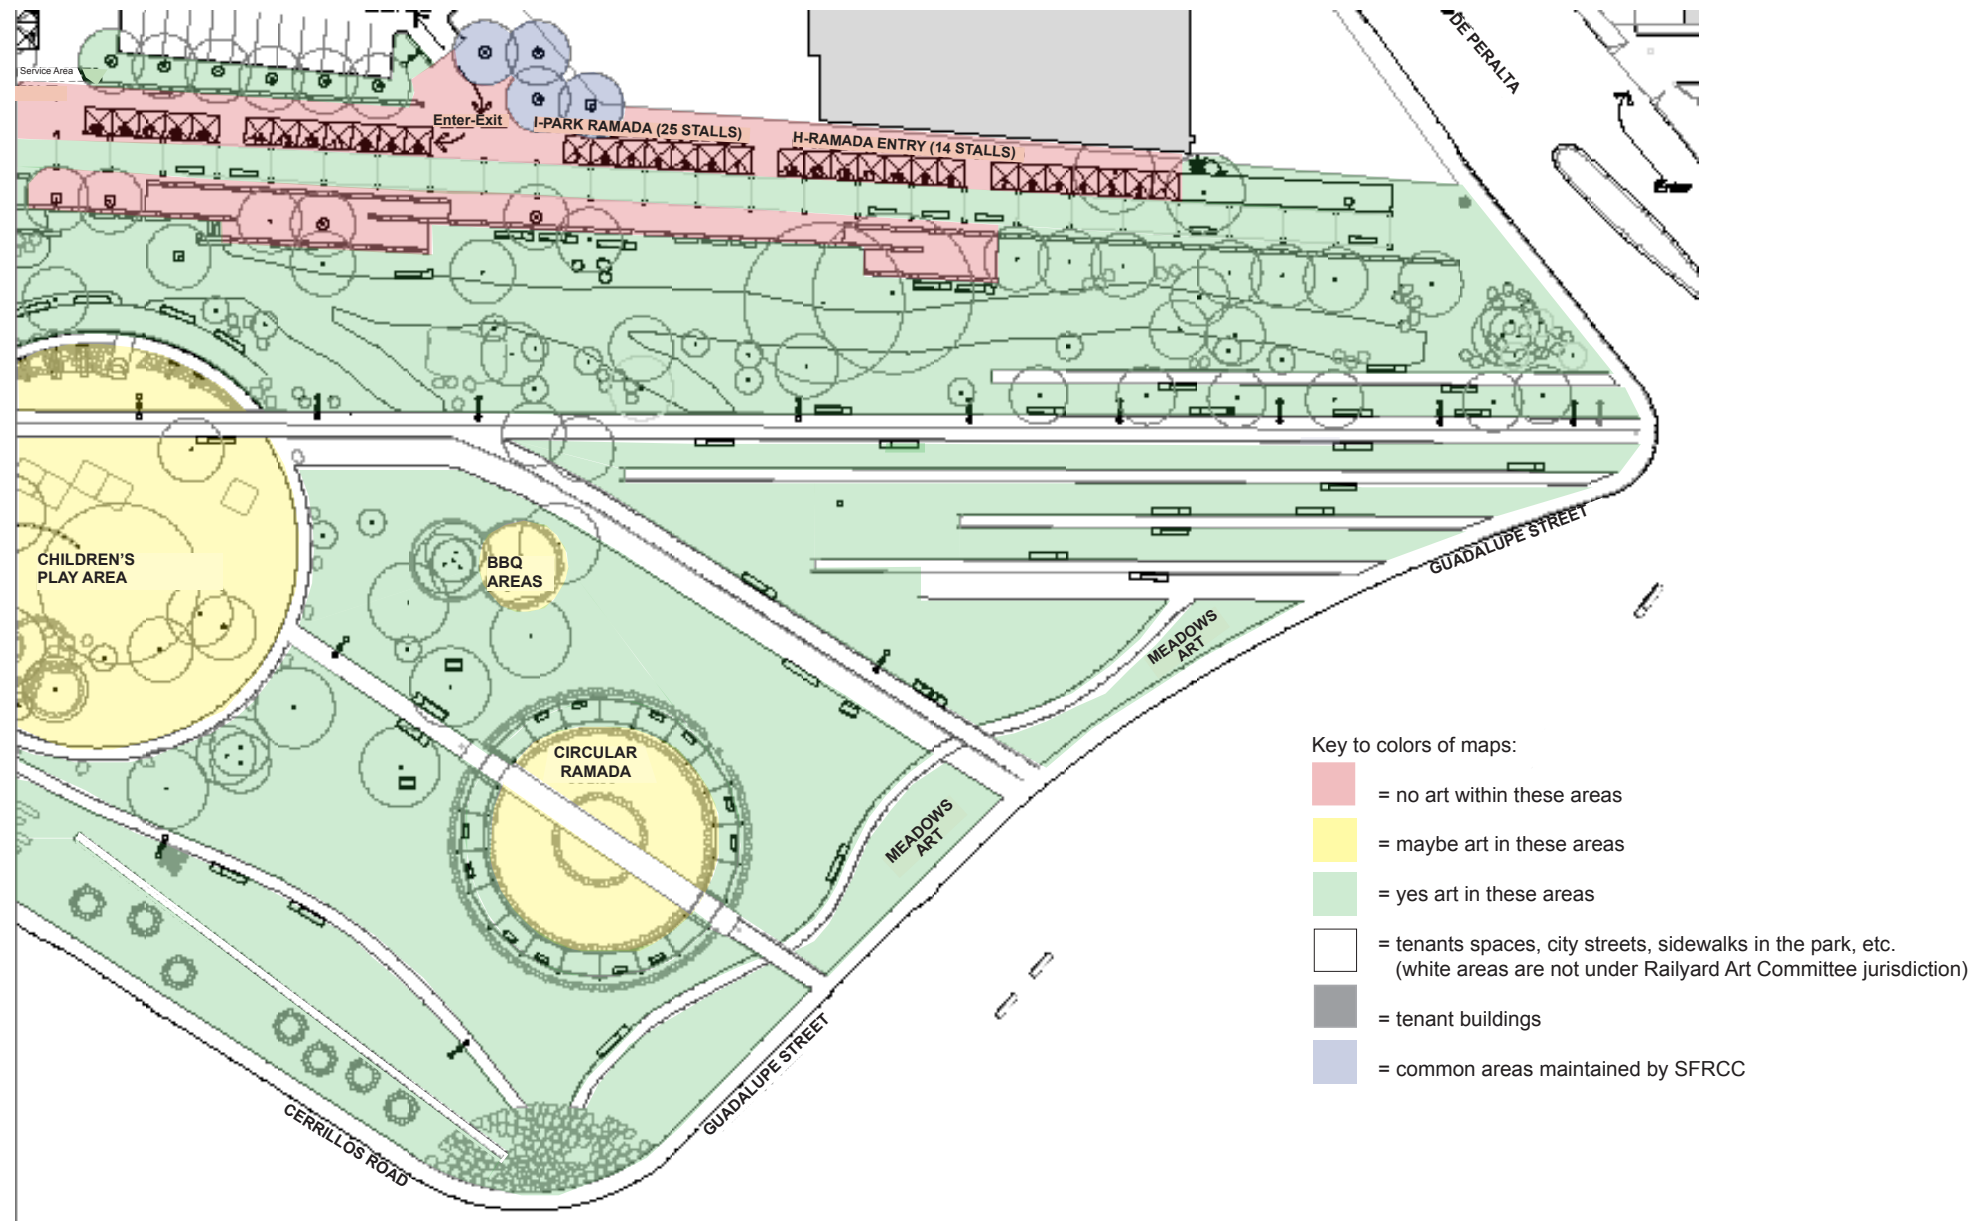 DE PERALTA
Service Area
Enter-Exit
I-PARK RAMADA (25 STALLS)
H-RAMADA ENTRY (14 STALLS)
Enter
CHILDREN'S
PLAY AREA
BBQ
AREAS
GUADALUPE STREET
MEADOWS
ART
CIRCULAR
RAMADA
MEADOWS
ART
GUADALUPE STREET
CERRILLOS ROAD
Key to colors of maps:
= no art within these areas
= maybe art in these areas
= yes art in these areas
= tenants spaces, city streets, sidewalks in the park, etc.
(white areas are not under Railyard Art Committee jurisdiction)
= tenant buildings
= common areas maintained by SFRCC